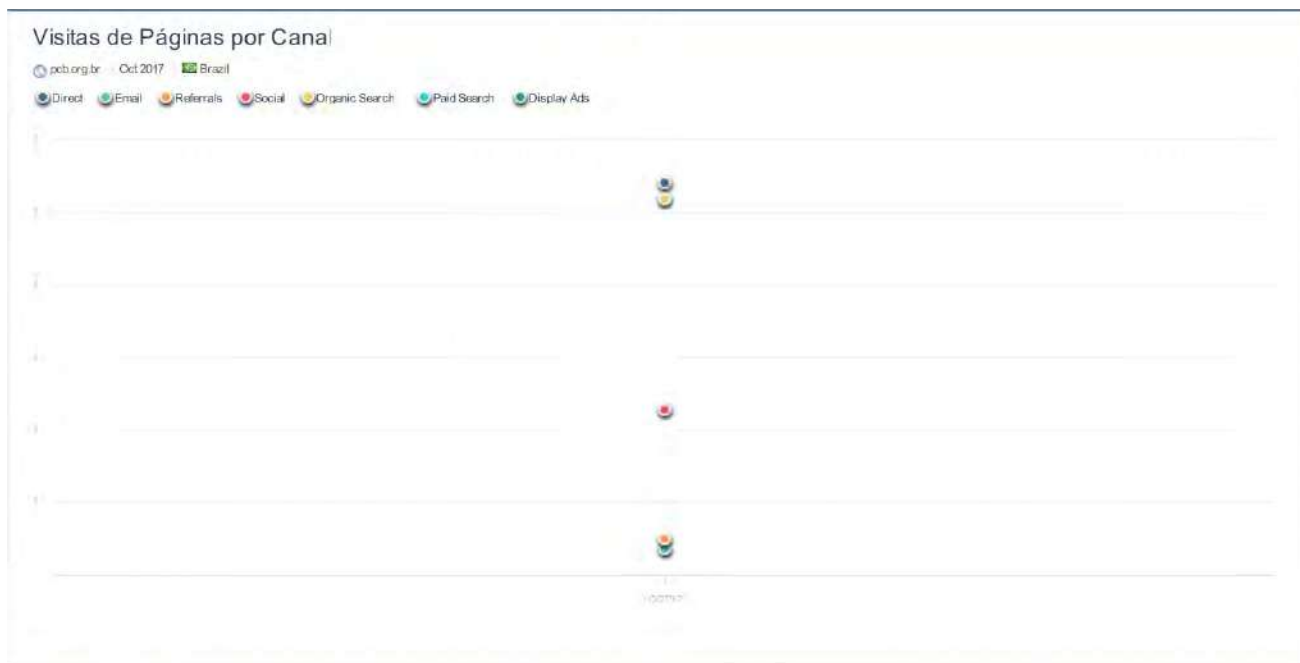 Visitas de Páginas por Canal
pcb.org.br Oct 2017 Brazil
Direct Email Referrals Social Organic Search Paid Search Display Ads